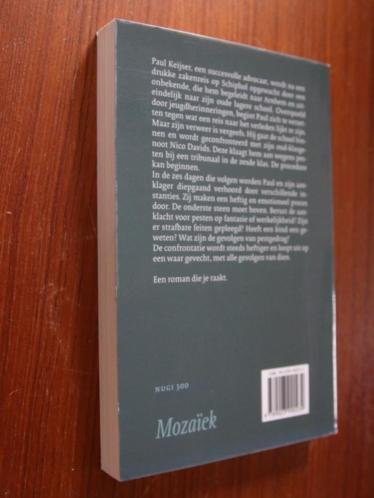 Paul Keijser, een succesvolle advocaat, wordt na een
drukke zakenreis op Schiphol opgewacht door een
onbekende, die hem begeleidt naar Arnhem en uit-
eindelijk naar zijn oude lagere school. Overspoeld
door jeugdherinneringen, begint Paul zich te verzet-
ten tegen wat een reis naar het verleden lijkt te zijn.
Maar zijn verweer is vergeefs. Hij gaat de school bin-
nen en wordt geconfronteerd met zijn oud-klasge-
noot Nico Davids. Deze klaagt hem aan wegens pes-
ten bij een tribunaal in de zesde klas. De procedure
kan beginnen.
In de zes dagen die volgen worden Paul en zijn aan-
klager diepgaand verhoord door verschillende in-
stanties. Zij maken een heftig en emotioneel proces
door. De onderste steen moet boven. Berust de aan-
klacht voor pesten op fantasie of werkelijkheid? Zijn
er strafbare feiten gepleegd? Heeft een kind een ge-
weten? Wat zijn de gevolgen van pestgedrag?
De confrontatie wordt steeds heftiger en loopt uit op
een waar gevecht, met alle gevolgen van dien.
Een roman die je raakt.
NUGI 300
Mozaïek